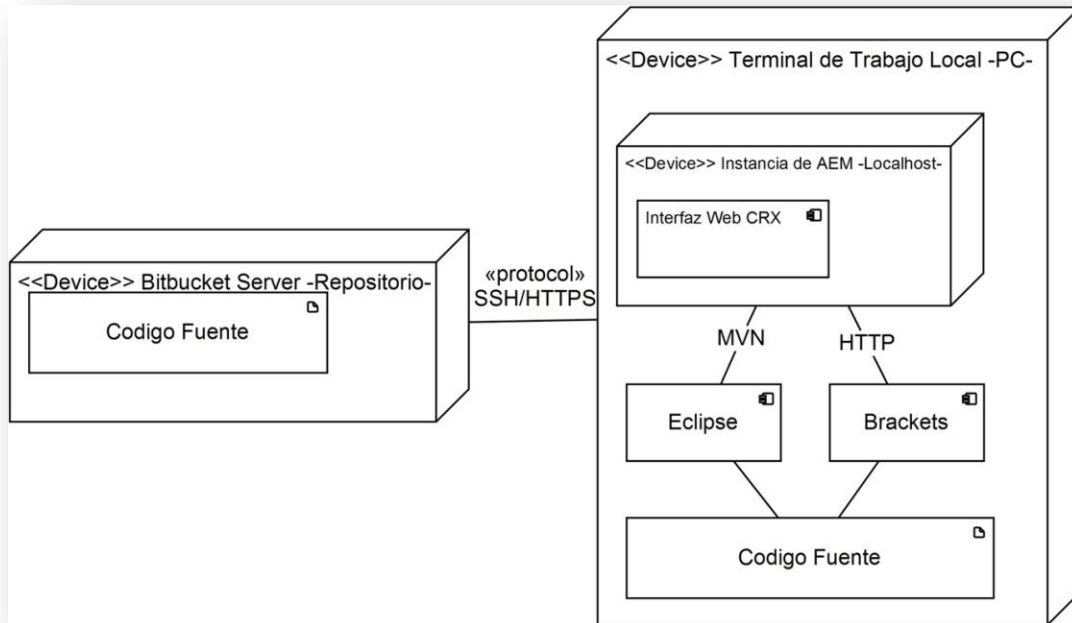 <<Device>> Terminal de Trabajo Local -PC-
<<Device>> Instancia de AEM -Localhost-
Interfaz Web CRX
<<Device>> Bitbucket Server -Repositorio-
Codigo Fuente
«protocol»
SSH/HTTPS
MVN
HTTP
Eclipse
Brackets
Codigo Fuente